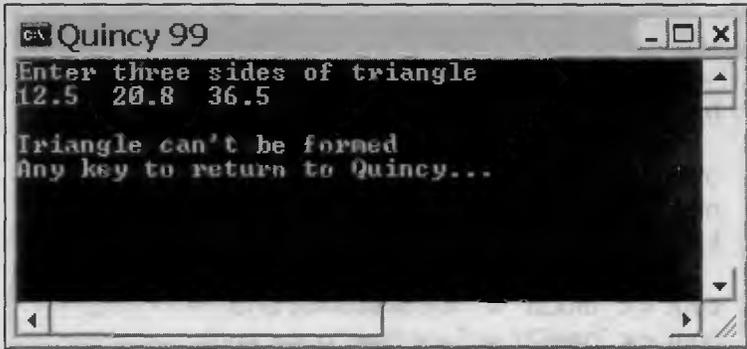 Quincy 99
Enter three sides of triangle
12.5 20.8 36.5
Triangle can't be formed
Any key to return to Quincy...